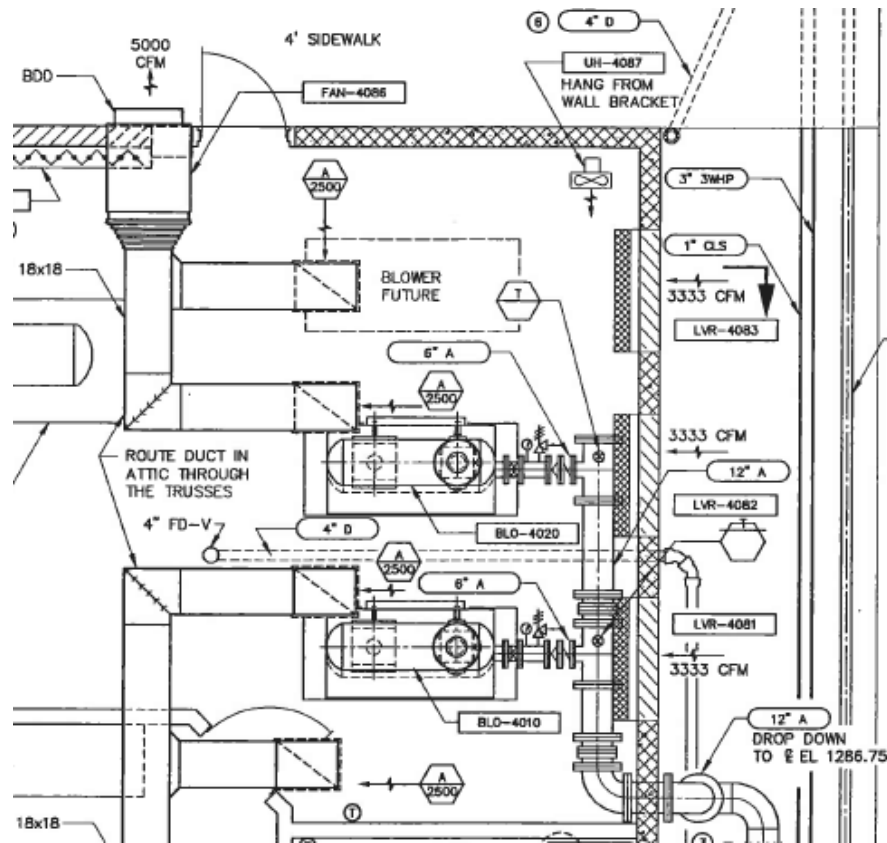 6
4" D
4' SIDEWALK
5000
CFM
BDD
UH-4087
HANG FROM
WALL BRACKET
FAN-4086
A
2500
3" 3WHP
18x18
BLOWER
FUTURE
T
1" CLS
3333 CFM
LVR-4083
6" A
A
2500
3333 CFM
ROUTE DUCT IN
ATTIC THROUGH
THE TRUSSES
12" A
LVR-4082
4" FD-V
4" D
BLO-4020
T
A
2500
6" A
LVR-4081
3333 CFM
BLO-4010
12" A
DROP DOWN
TO ℄ EL 1286.75
A
2500
18x18
T